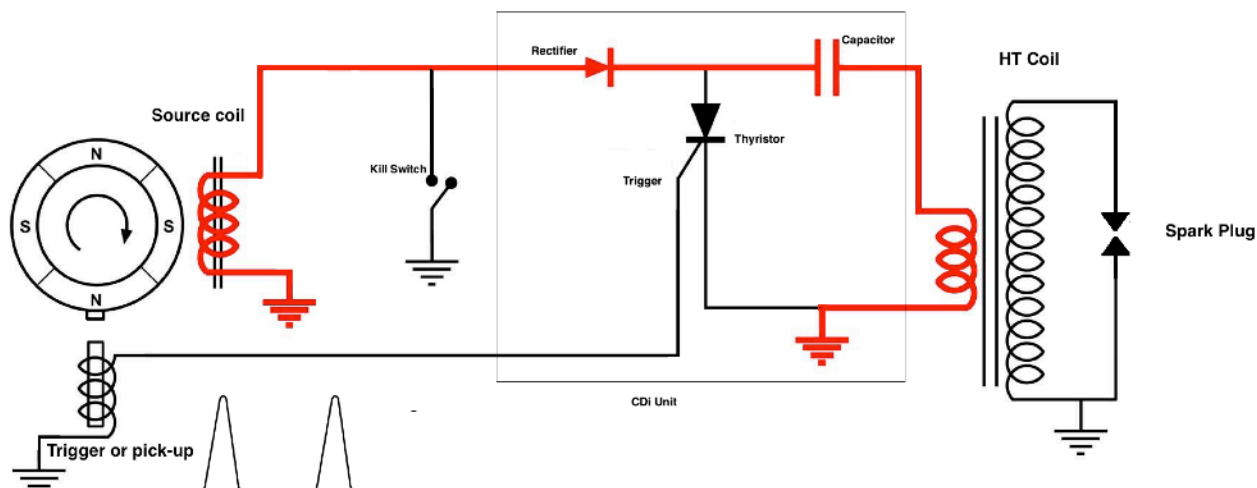 Rectifier
Capacitor
HT Coil
Source coil
N
Kill Switch
Thyristor
Trigger
S
S
Spark Plug
N
CDi Unit
Trigger or pick-up